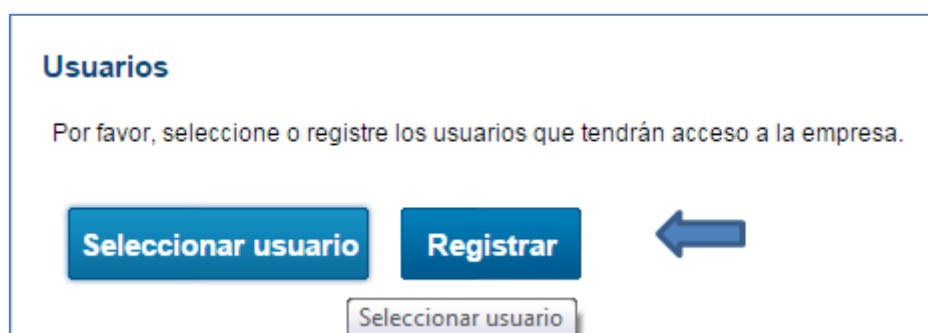 Usuarios
Por favor, seleccione o registre los usuarios que tendrán acceso a la empresa.
Seleccionar usuario Registrar
Seleccionar usuario